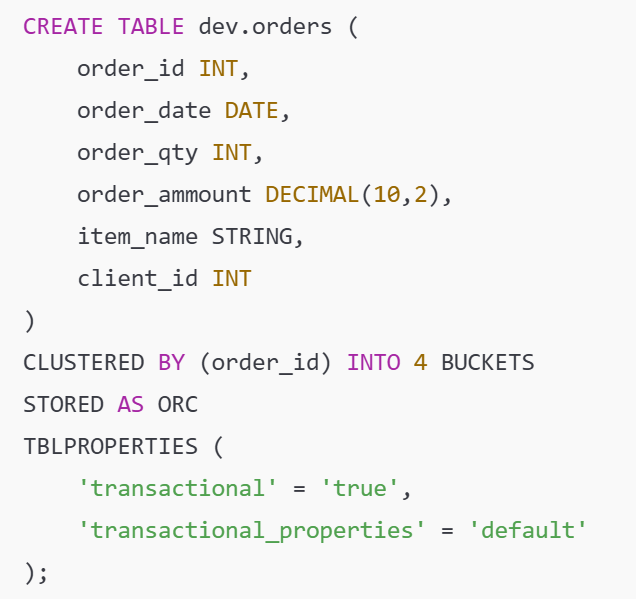 CREATE TABLE dev.orders (
    order_id INT,
    order_date DATE,
    order_qty INT,
    order_ammount DECIMAL(10,2),
    item_name STRING,
    client_id INT
)
CLUSTERED BY (order_id) INTO 4 BUCKETS
STORED AS ORC
TBLPROPERTIES (
    'transactional' = 'true',
    'transactional_properties' = 'default'
);